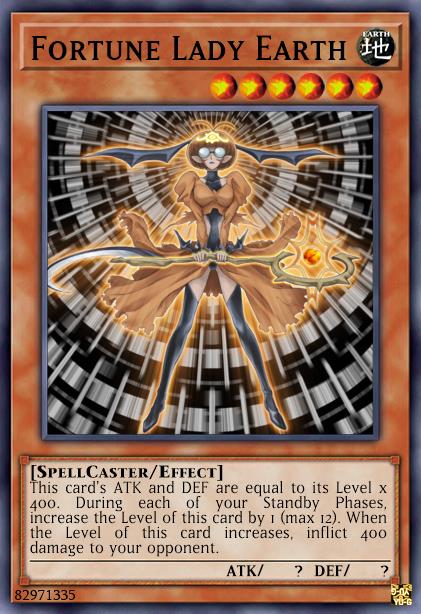 FORTUNE LADY EARTH
EARTH
地
[SPELLCASTER/EFFECT]
This card's ATK and DEF are equal to its Level x
400. During each of your Standby Phases,
increase the Level of this card by 1 (max 12). When
the Level of this card increases, inflict 400
damage to your opponent.
ATK/ ? DEF/ ?
82971335